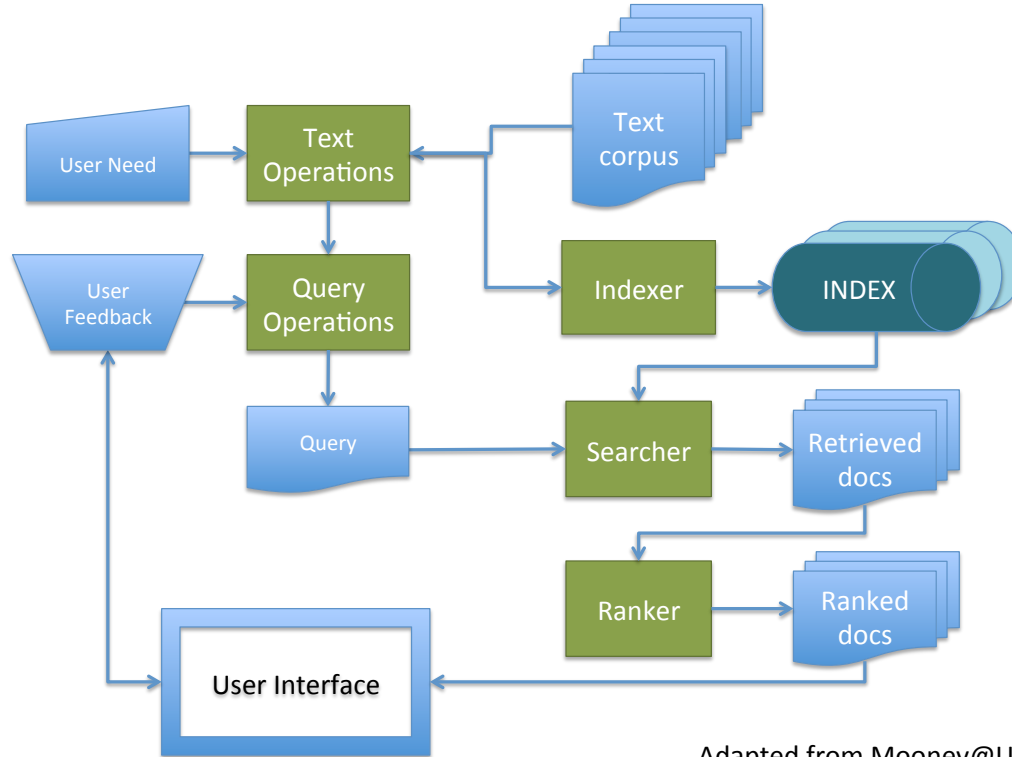 Text
corpus
User Need
Text
Operations
User
Feedback
Query
Operations
Indexer
INDEX
Query
Searcher
Retrieved
docs
Ranker
Ranked
docs
User Interface
Adapted from Mooney@U